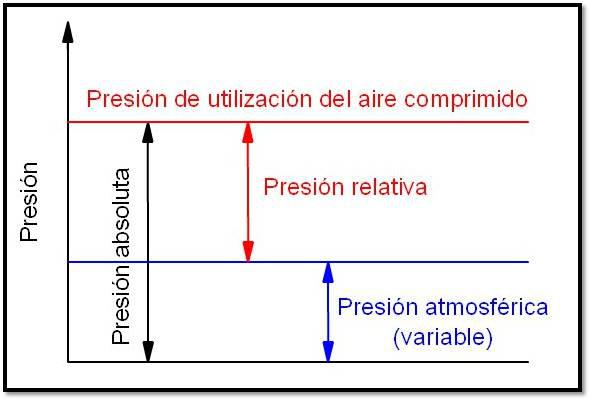 Presión de utilización del aire comprimido
Presión
Presión absoluta
Presión relativa
Presión atmosférica
(variable)